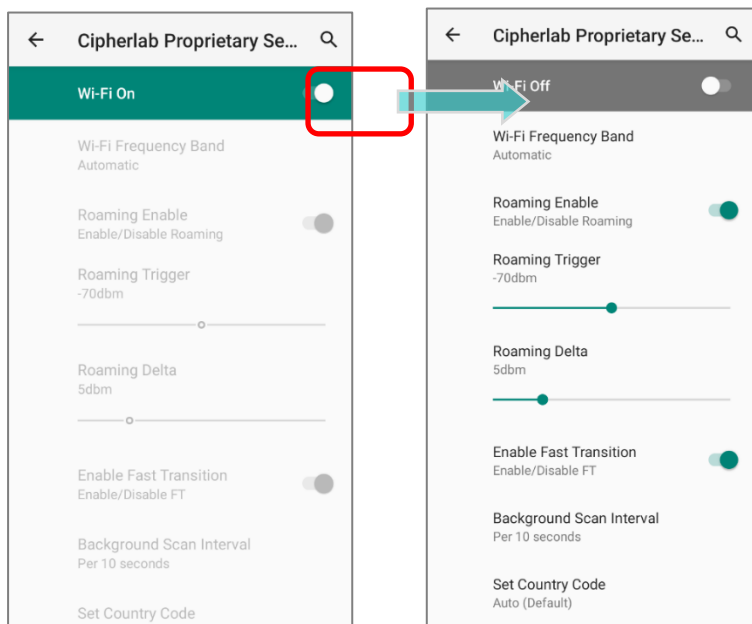 Cipherlab Proprietary Se...
Wi-Fi On
Wi-Fi Frequency Band
Automatic
Roaming Enable
Enable/Disable Roaming
Roaming Trigger
-70dbm
Roaming Delta
5dbm
Enable Fast Transition
Enable/Disable FT
Background Scan Interval
Per 10 seconds
Set Country Code
Cipherlab Proprietary Se...
Wi-Fi Off
Wi-Fi Frequency Band
Automatic
Roaming Enable
Enable/Disable Roaming
Roaming Trigger
-70dbm
Roaming Delta
5dbm
Enable Fast Transition
Enable/Disable FT
Background Scan Interval
Per 10 seconds
Set Country Code
Auto (Default)